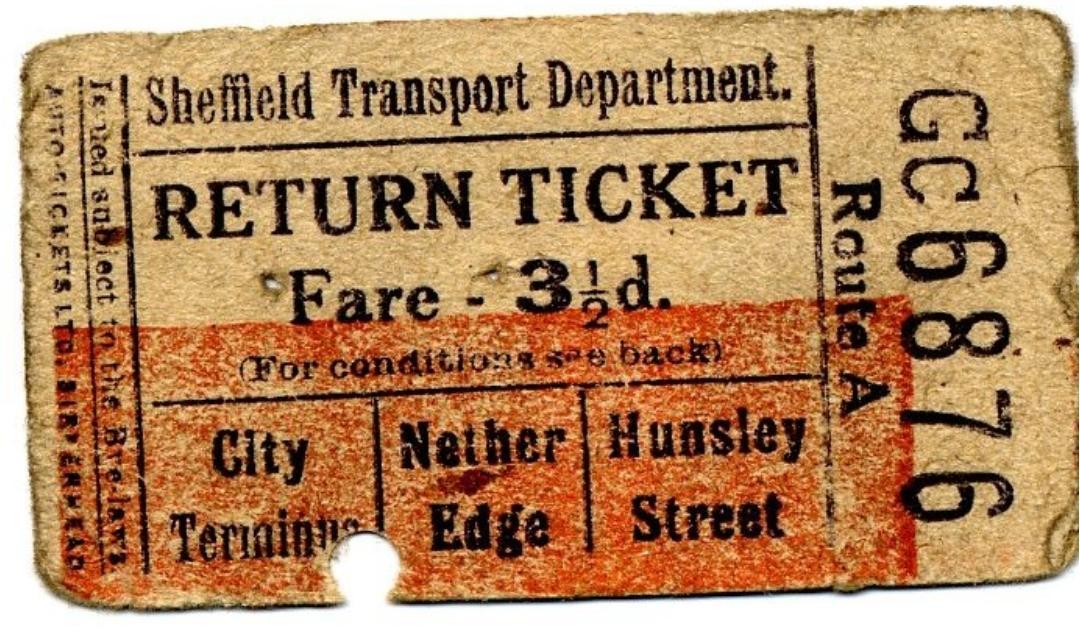 Sheffield Transport Department.
RETURN TICKET
Fare - 3½d.
(For conditions see back)
City
Terminus
Nether
Edge
Hunsley
Street
Route A
Gc6876
Issued subject to the Bye-laws
AUTO-TICKETS LTD. BIRKENHEAD